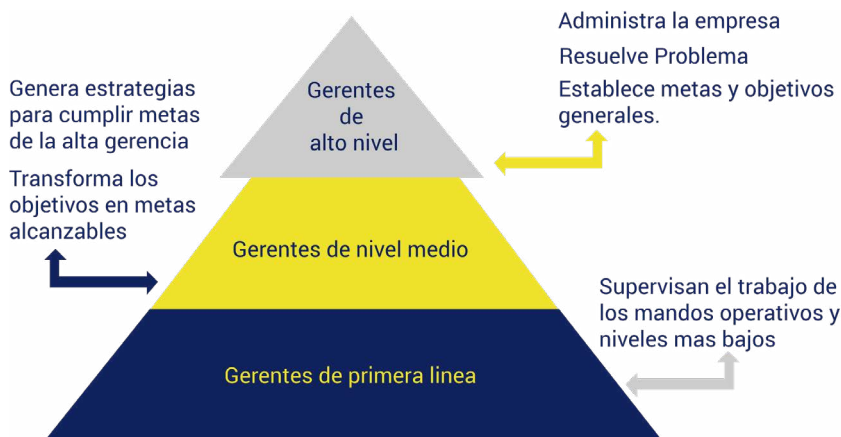 Administra la empresa
Resuelve Problema
Establece metas y objetivos
generales.
Gerentes
de
alto nivel
Genera estrategias
para cumplir metas
de la alta gerencia
Transforma los
objetivos en metas
alcanzables
Gerentes de nivel medio
Supervisan el trabajo de
los mandos operativos y
niveles mas bajos
Gerentes de primera linea